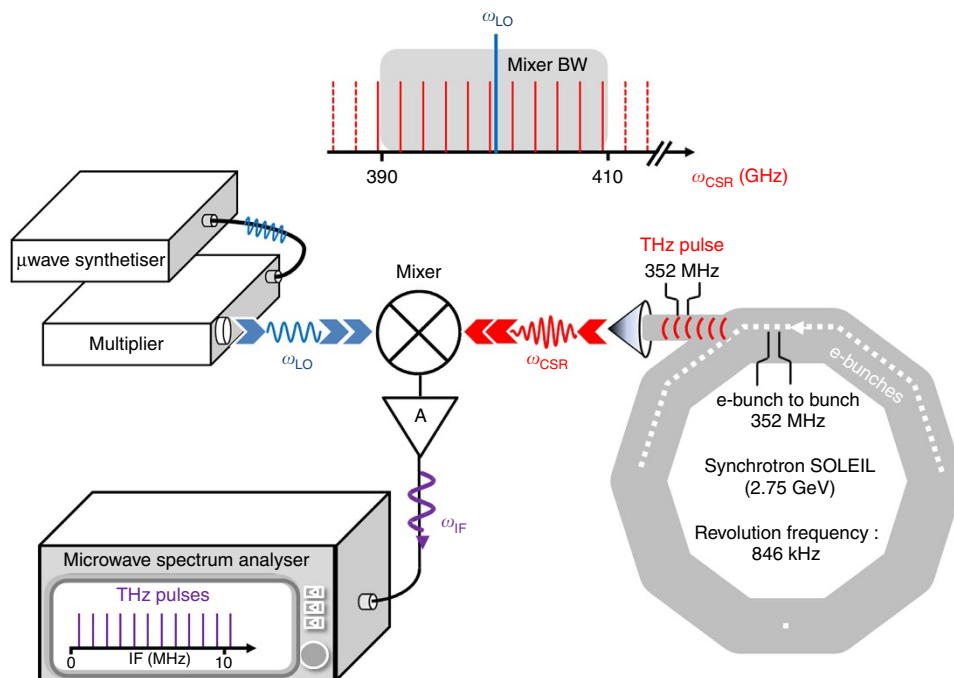 ωLO
Mixer BW
390
410
ωCSR (GHz)
μwave synthetiser
Multiplier
ωLO
Mixer
ωCSR
THz pulse
352 MHz
e-bunches
e-bunch to bunch
352 MHz
Synchrotron SOLEIL
(2.75 GeV)
Revolution frequency :
846 kHz
A
ωIF
Microwave spectrum analyser
THz pulses
0
IF (MHz)
10